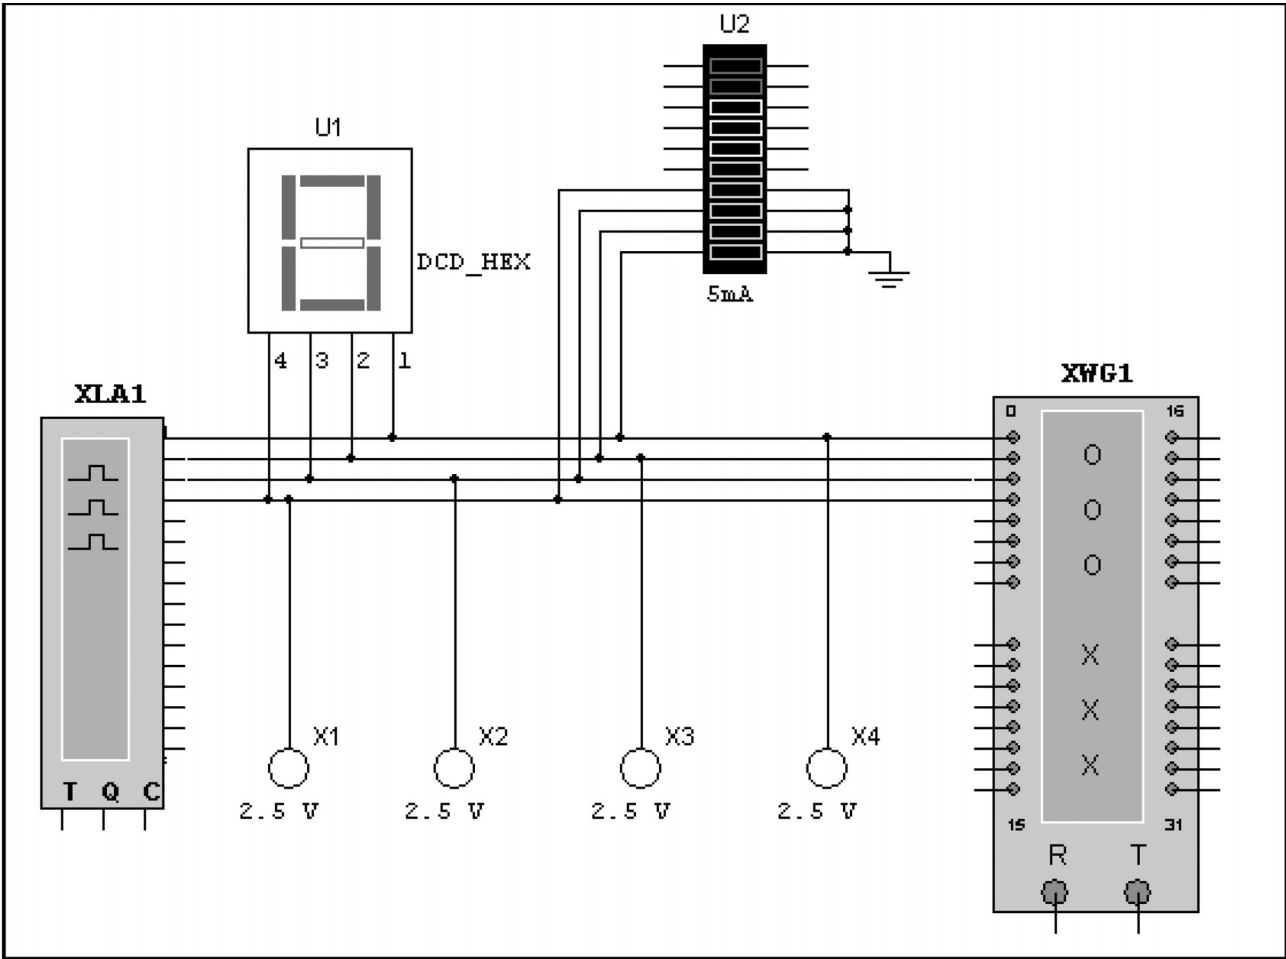 U2
U1
DCD_HEX
5mA
4 3 2 1
XLA1
XWG1
0 16
O
O
O
X1 X2 X3 X4
2.5 V 2.5 V 2.5 V 2.5 V
X
X
X
T Q C
15 31
R T